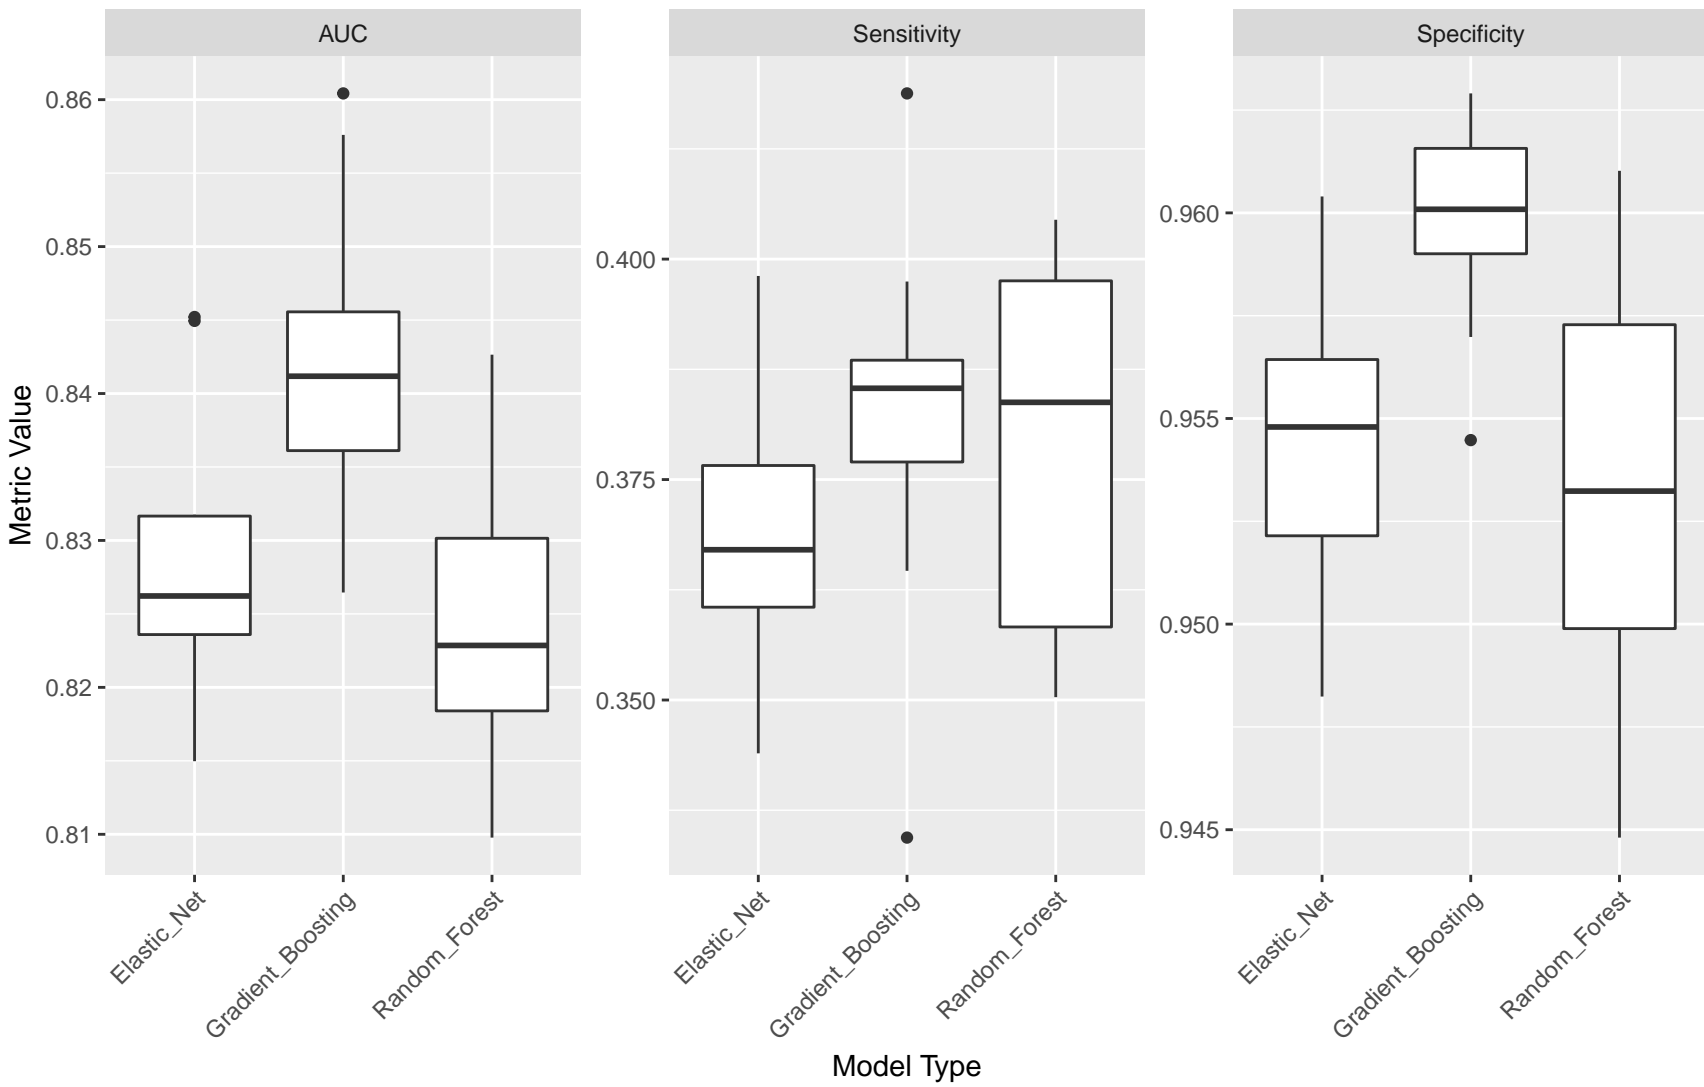 AUC
Sensitivity
Specificity
Metric Value
0.86
0.85
0.84
0.83
0.82
0.81
0.400
0.375
0.350
0.960
0.955
0.950
0.945
Elastic_Net
Gradient_Boosting
Random_Forest
Elastic_Net
Gradient_Boosting
Random_Forest
Elastic_Net
Gradient_Boosting
Random_Forest
Model Type